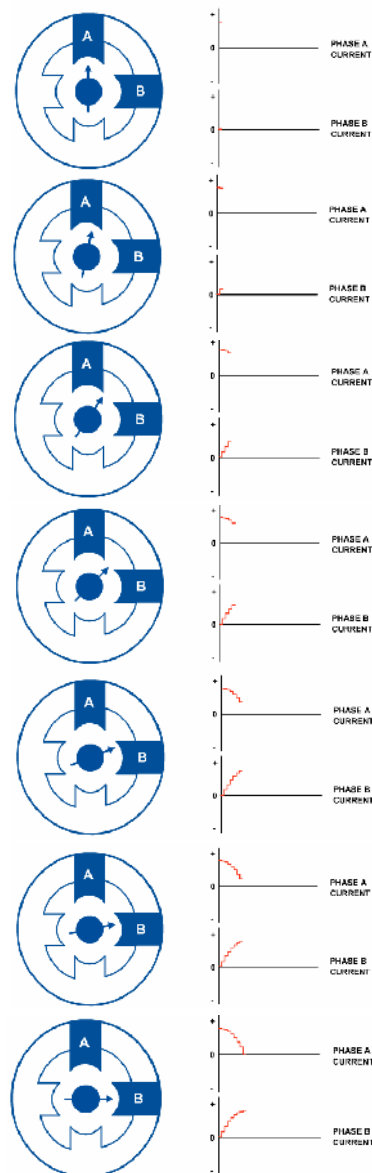 +
A
PHASE A
0
CURRENT
-
B
+
PHASE B
0
CURRENT
-
+
A
PHASE A
0
CURRENT
-
B
+
PHASE B
0
CURRENT
-
+
A
PHASE A
0
CURRENT
-
B
+
PHASE B
0
CURRENT
-
+
A
PHASE A
0
CURRENT
-
B
+
PHASE B
0
CURRENT
-
+
A
PHASE A
0
CURRENT
-
B
+
PHASE B
0
CURRENT
-
+
A
PHASE A
0
CURRENT
-
B
+
PHASE B
0
CURRENT
-
+
A
PHASE A
0
CURRENT
-
B
+
PHASE B
0
CURRENT
-